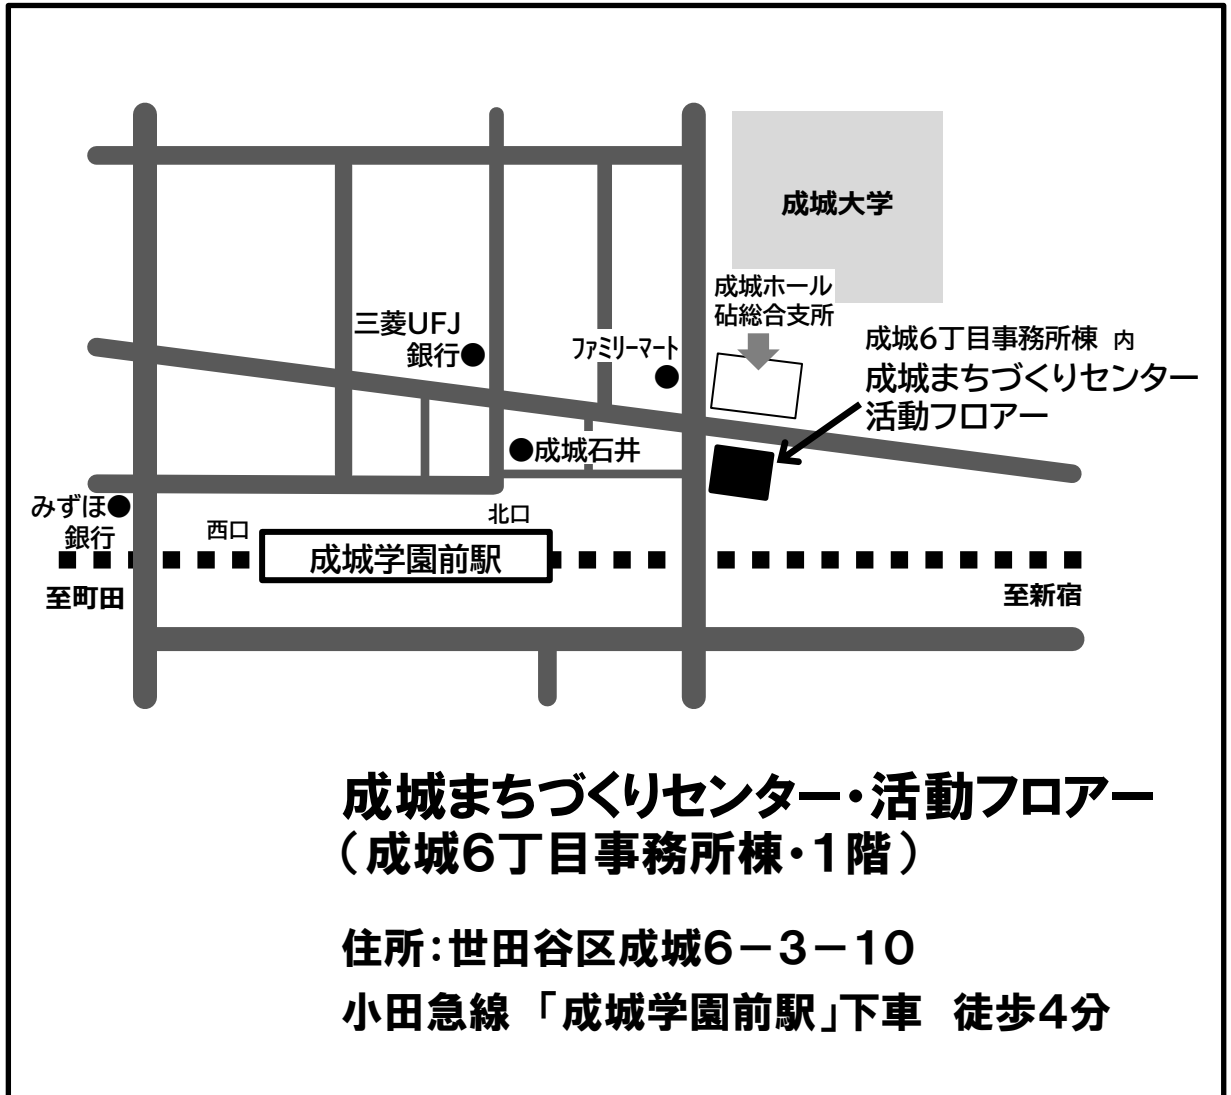 成城大学
成城ホール
砧総合支所
三菱UFJ
銀行
ファミリーマート
成城6丁目事務所棟 内
成城まちづくりセンター
活動フロアー
成城石井
みずほ
銀行
西口
北口
成城学園前駅
至町田
至新宿
成城まちづくりセンター・活動フロアー
(成城6丁目事務所棟・1階)
住所:世田谷区成城6-3-10
小田急線 「成城学園前駅」下車 徒歩4分